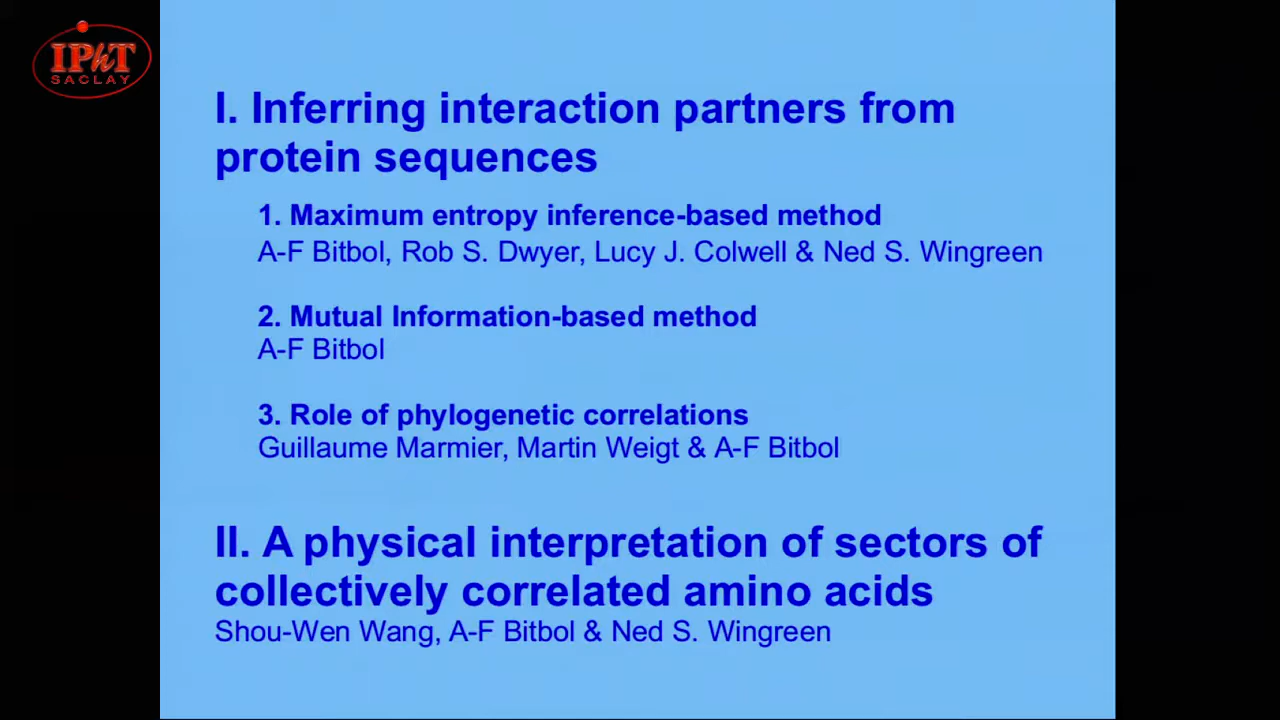 IPhT
SACLAY
I. Inferring interaction partners from
protein sequences
1. Maximum entropy inference-based method
A-F Bitbol, Rob S. Dwyer, Lucy J. Colwell & Ned S. Wingreen
2. Mutual Information-based method
A-F Bitbol
3. Role of phylogenetic correlations
Guillaume Marmier, Martin Weigt & A-F Bitbol
II. A physical interpretation of sectors of
collectively correlated amino acids
Shou-Wen Wang, A-F Bitbol & Ned S. Wingreen